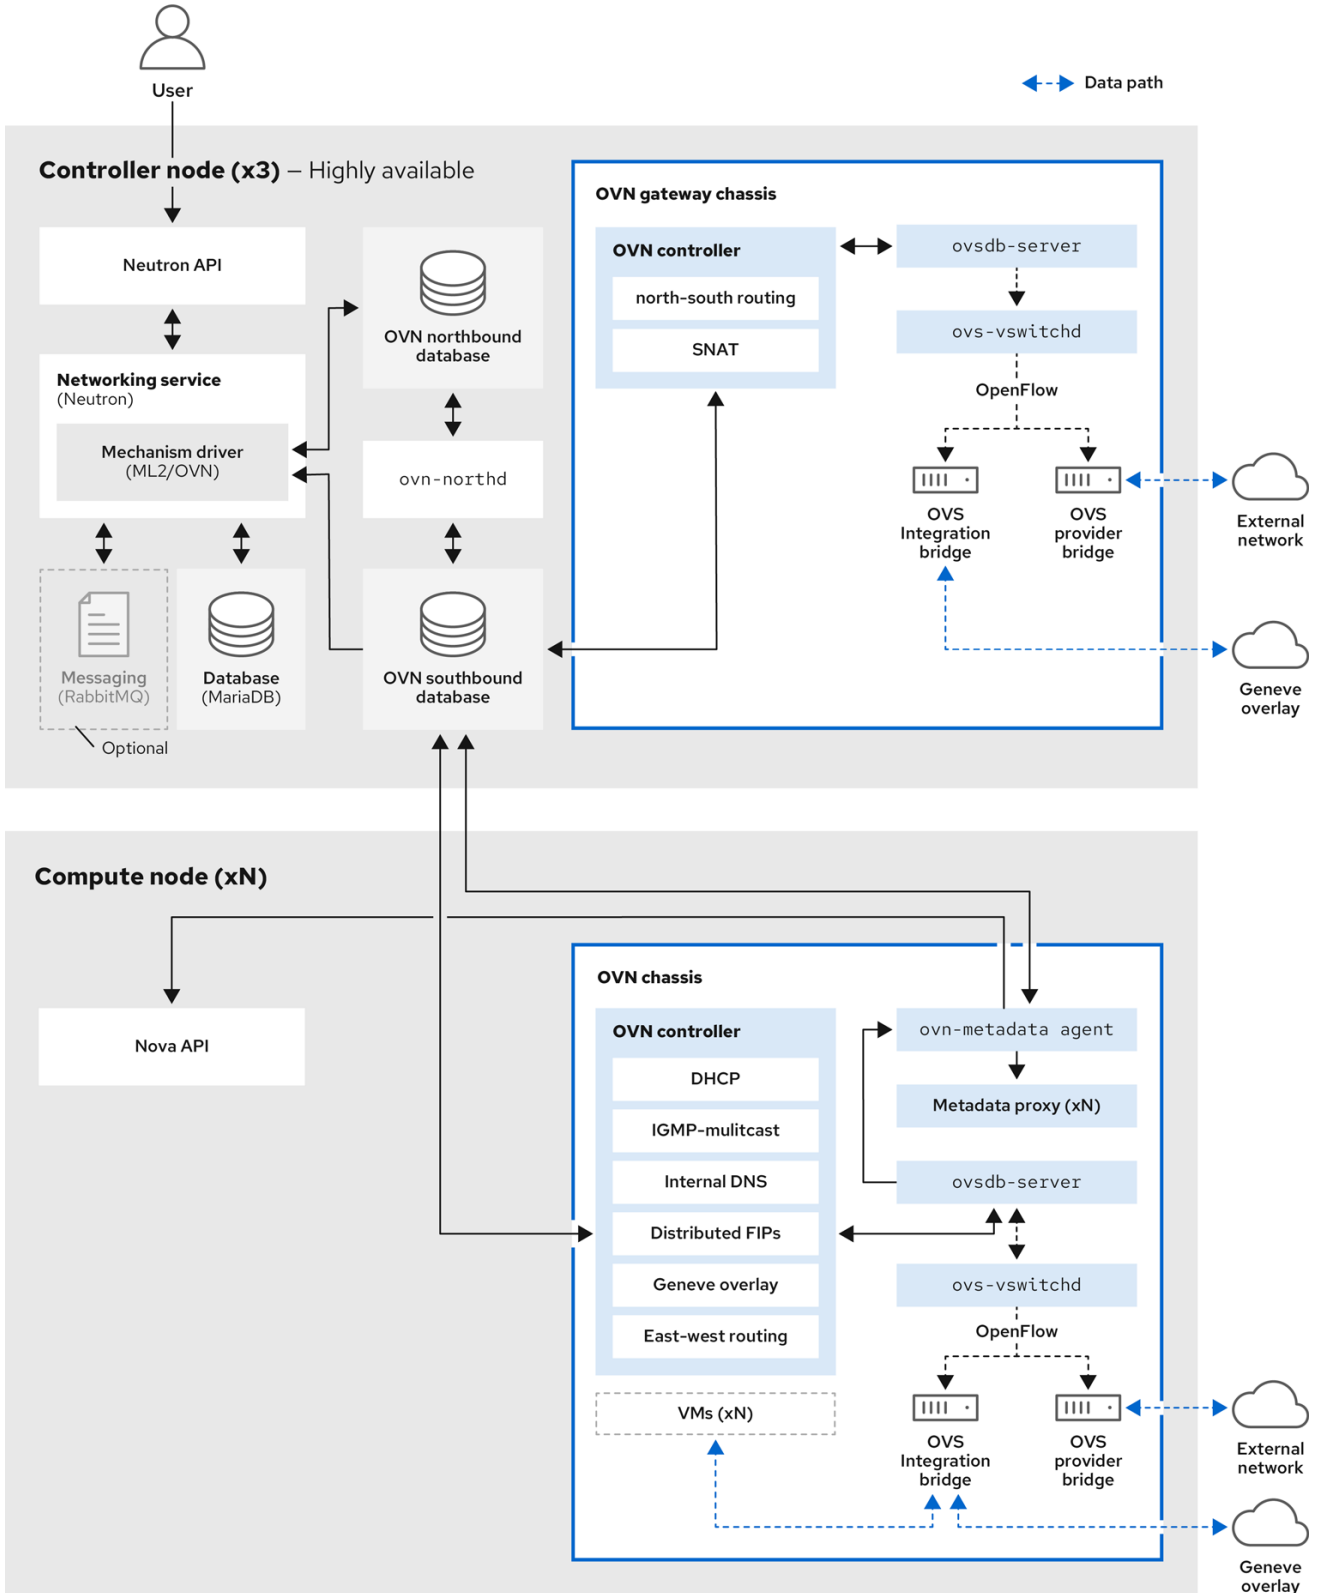 User
Data path
Controller node (x3) – Highly available
Neutron API
Networking service
(Neutron)
Mechanism driver
(ML2/OVN)
Messaging
(RabbitMQ)
Optional
Database
(MariaDB)
OVN northbound
database
ovn-northd
OVN southbound
database
OVN gateway chassis
OVN controller
north-south routing
SNAT
ovsdb-server
ovs-vswitchd
OpenFlow
OVS
Integration
bridge
OVS
provider
bridge
External
network
Geneve
overlay
Compute node (xN)
Nova API
OVN chassis
OVN controller
DHCP
IGMP-mulitcast
Internal DNS
Distributed FIPs
Geneve overlay
East-west routing
VMs (xN)
ovn-metadata agent
Metadata proxy (xN)
ovsdb-server
ovs-vswitchd
OpenFlow
OVS
Integration
bridge
OVS
provider
bridge
External
network
Geneve
overlay